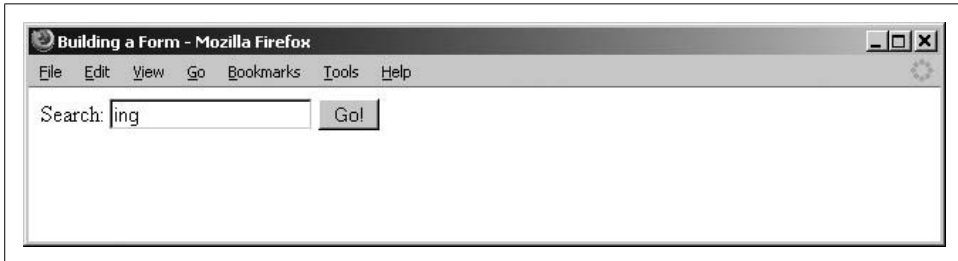 Building a Form - Mozilla Firefox
File Edit View Go Bookmarks Tools Help
Search: ing Go!